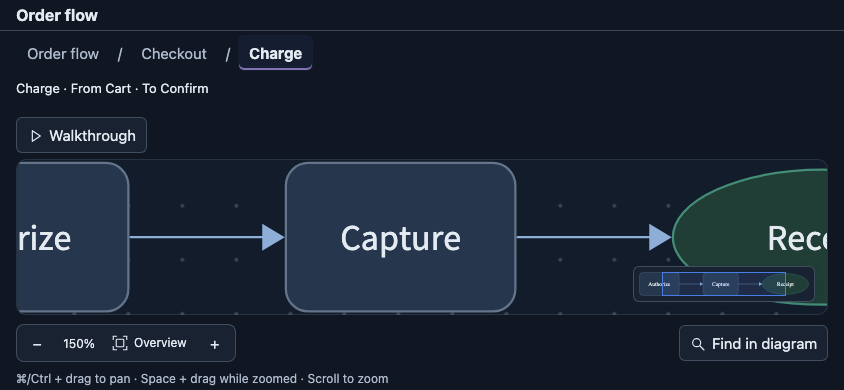 Order flow
Order flow / Checkout / Charge
Charge · From Cart · To Confirm
Walkthrough
rize Capture Rece
Authorize Capture Receipt
− 150% Overview +
Find in diagram
⌘/Ctrl + drag to pan · Space + drag while zoomed · Scroll to zoom